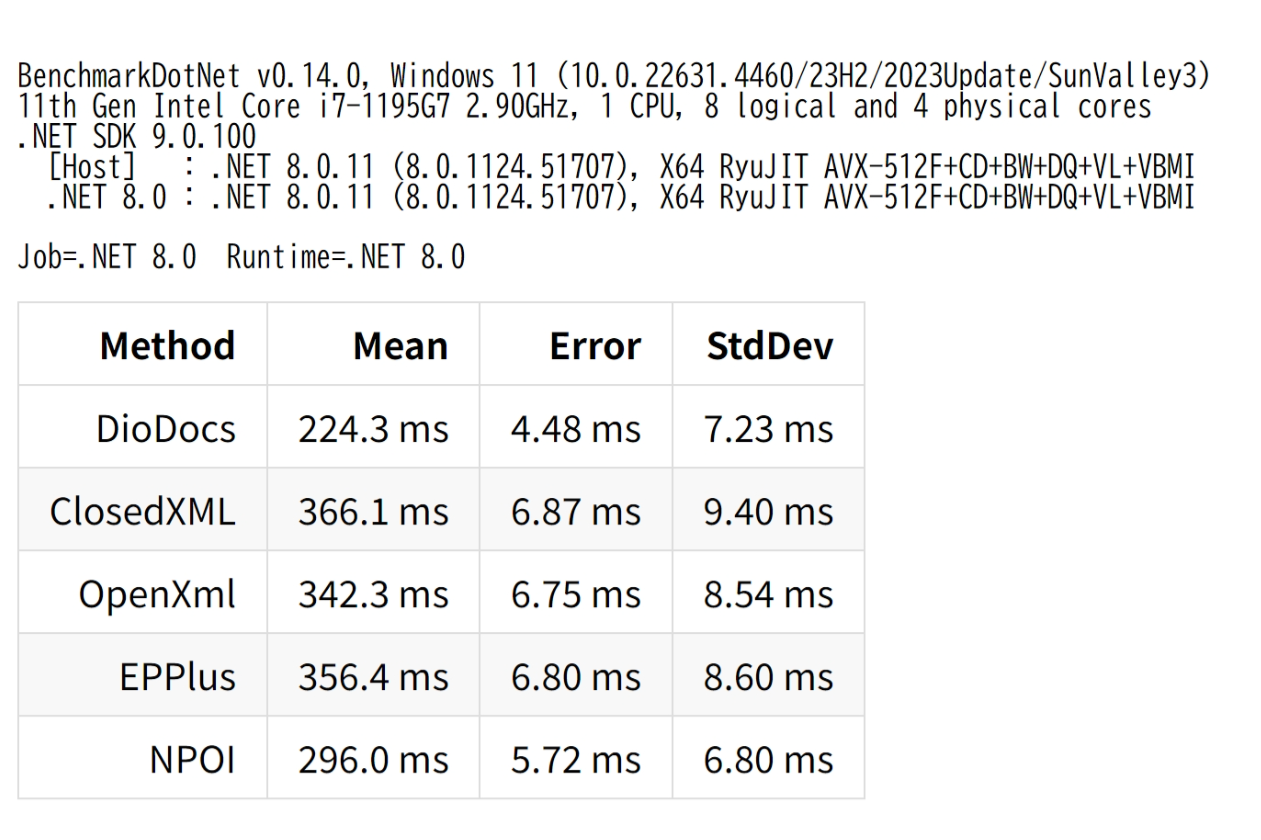 BenchmarkDotNet v0.14.0, Windows 11 (10.0.22631.4460/23H2/2023Update/SunValley3)
11th Gen Intel Core i7-1195G7 2.90GHz, 1 CPU, 8 logical and 4 physical cores
.NET SDK 9.0.100
[Host] : .NET 8.0.11 (8.0.1124.51707), X64 RyuJIT AVX-512F+CD+BW+DQ+VL+VBMI
.NET 8.0 : .NET 8.0.11 (8.0.1124.51707), X64 RyuJIT AVX-512F+CD+BW+DQ+VL+VBMI
Job=.NET 8.0 Runtime=.NET 8.0
Method Mean Error StdDev
DioDocs 224.3 ms 4.48 ms 7.23 ms
ClosedXML 366.1 ms 6.87 ms 9.40 ms
OpenXml 342.3 ms 6.75 ms 8.54 ms
EPPlus 356.4 ms 6.80 ms 8.60 ms
NPOI 296.0 ms 5.72 ms 6.80 ms